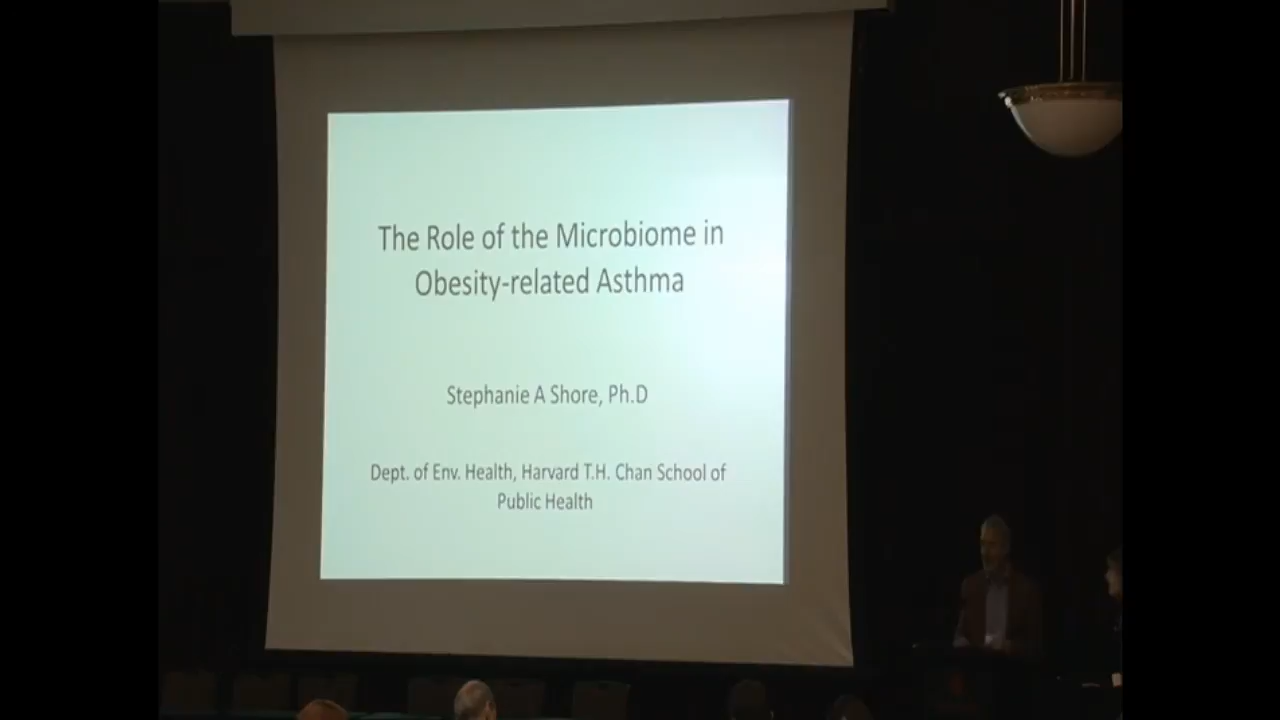 The Role of the Microbiome in
Obesity-related Asthma
Stephanie A Shore, Ph.D
Dept. of Env. Health, Harvard T.H. Chan School of
Public Health